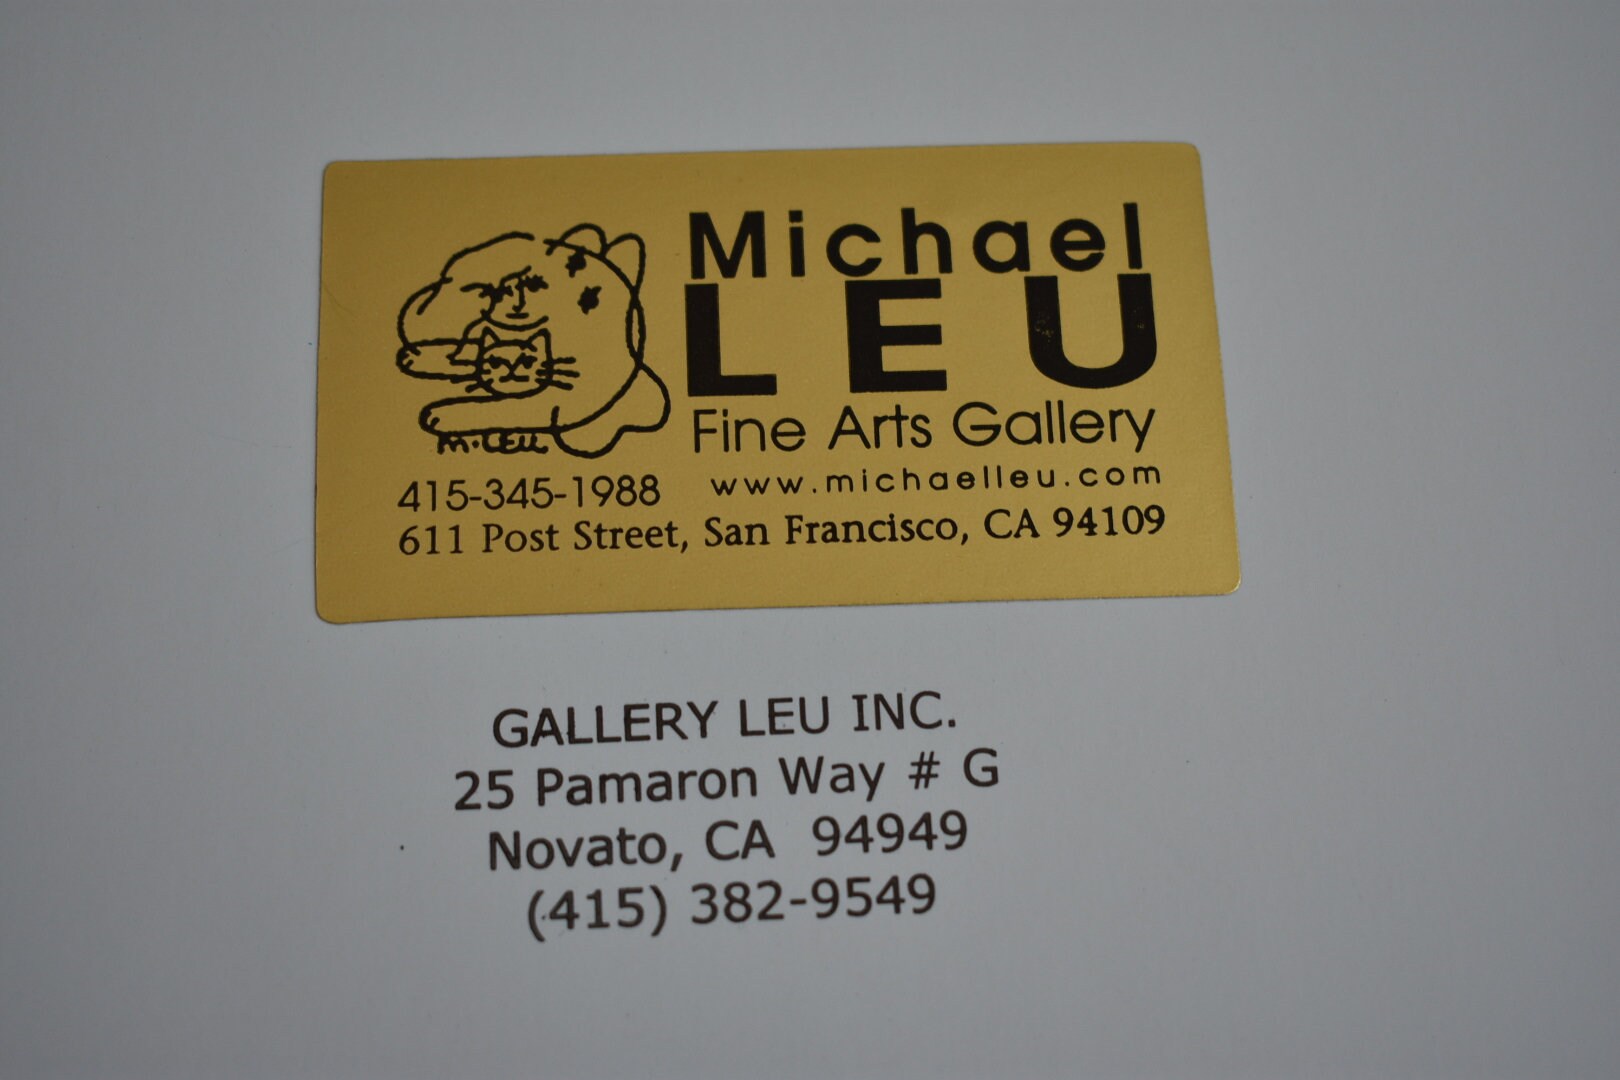 Michael
LEU
Fine Arts Gallery
M.LEU
415-345-1988 www.michaelleu.com
611 Post Street, San Francisco, CA 94109
GALLERY LEU INC.
25 Pamaron Way # G
Novato, CA 94949
(415) 382-9549